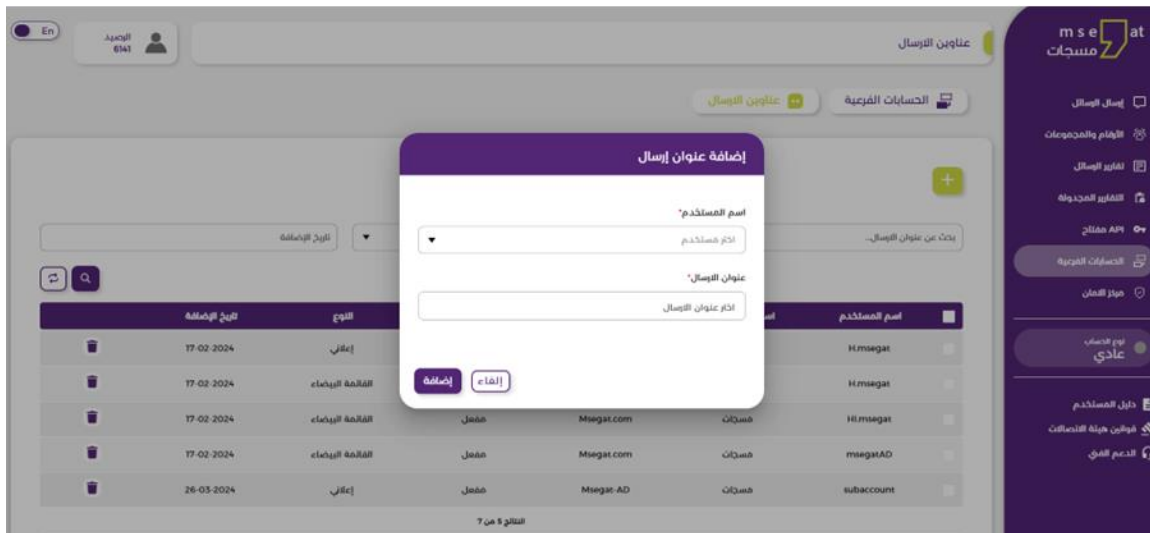 msegat
مسجات
إرسال الرسائل
الأرقام والمجموعات
تقارير الرسائل
التقارير المجدولة
مفتاح API
الحسابات الفرعية
مركز الامان
نوع الحساب
عادي
دليل المستخدم
قوانين هيئة الاتصالات
الدعم الفني
عناوين الارسال
الرصيد
6141
En
الحسابات الفرعية
عناوين الارسال
+
بحث عن عنوان الارسال...
تاريخ الإضافة
إضافة عنوان إرسال
اسم المستخدم*
اختر مستخدم
عنوان الارسال*
اختر عنوان الارسال
إلغاء
إضافة
اسم المستخدم النوع تاريخ الإضافة
H.msegat إعلاني 17-02-2024
H.msegat القائمة البيضاء 17-02-2024
Hl.msegat مسجات Msegat.com مفعل القائمة البيضاء 17-02-2024
msegatAD مسجات Msegat.com مفعل القائمة البيضاء 17-02-2024
subaccount مسجات Msegat-AD مفعل إعلاني 26-03-2024
النتائج 5 من 7